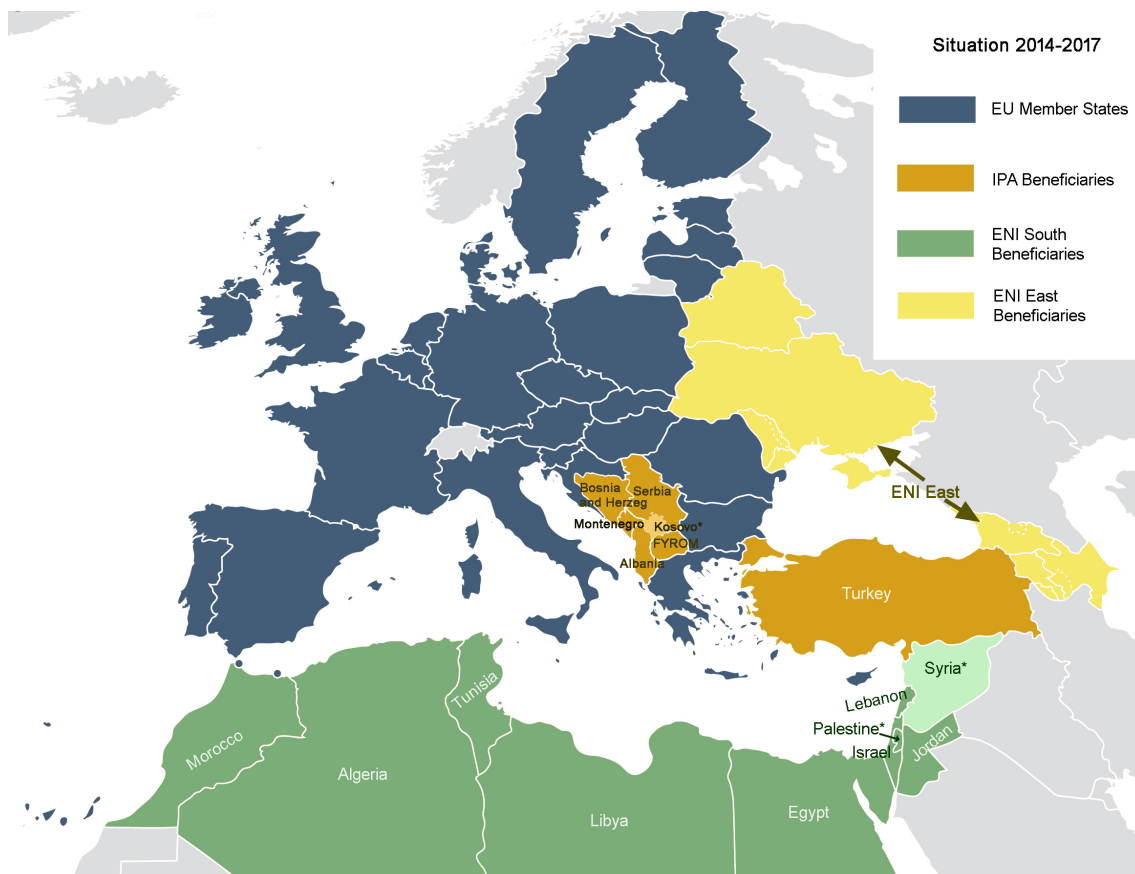 Situation 2014-2017
EU Member States
IPA Beneficiaries
ENI South
Beneficiaries
ENI East
Beneficiaries
Bosnia
and Herzeg
Serbia
ENI East
Montenegro
Kosovo*
FYROM
Albania
Turkey
Syria*
Lebanon
Palestine*
Israel
Jordan
Tunisia
Morocco
Algeria
Libya
Egypt